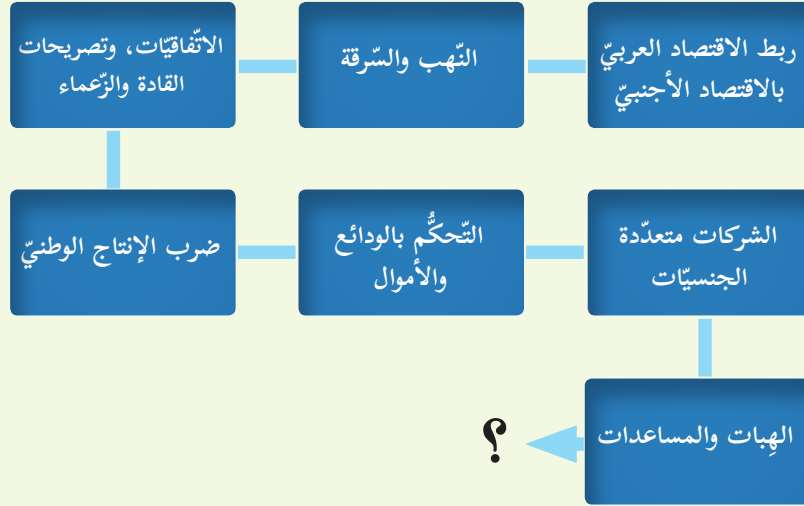 ربط الاقتصاد العربيّ
بالاقتصاد الأجنبيّ
النّهب والسّرقة
الاتّفاقيّات، وتصريحات
القادة والزّعماء
ضرب الإنتاج الوطنيّ
التّحكُّم بالودائع
والأموال
الشركات متعدّدة
الجنسيّات
الهِبات والمساعدات
؟